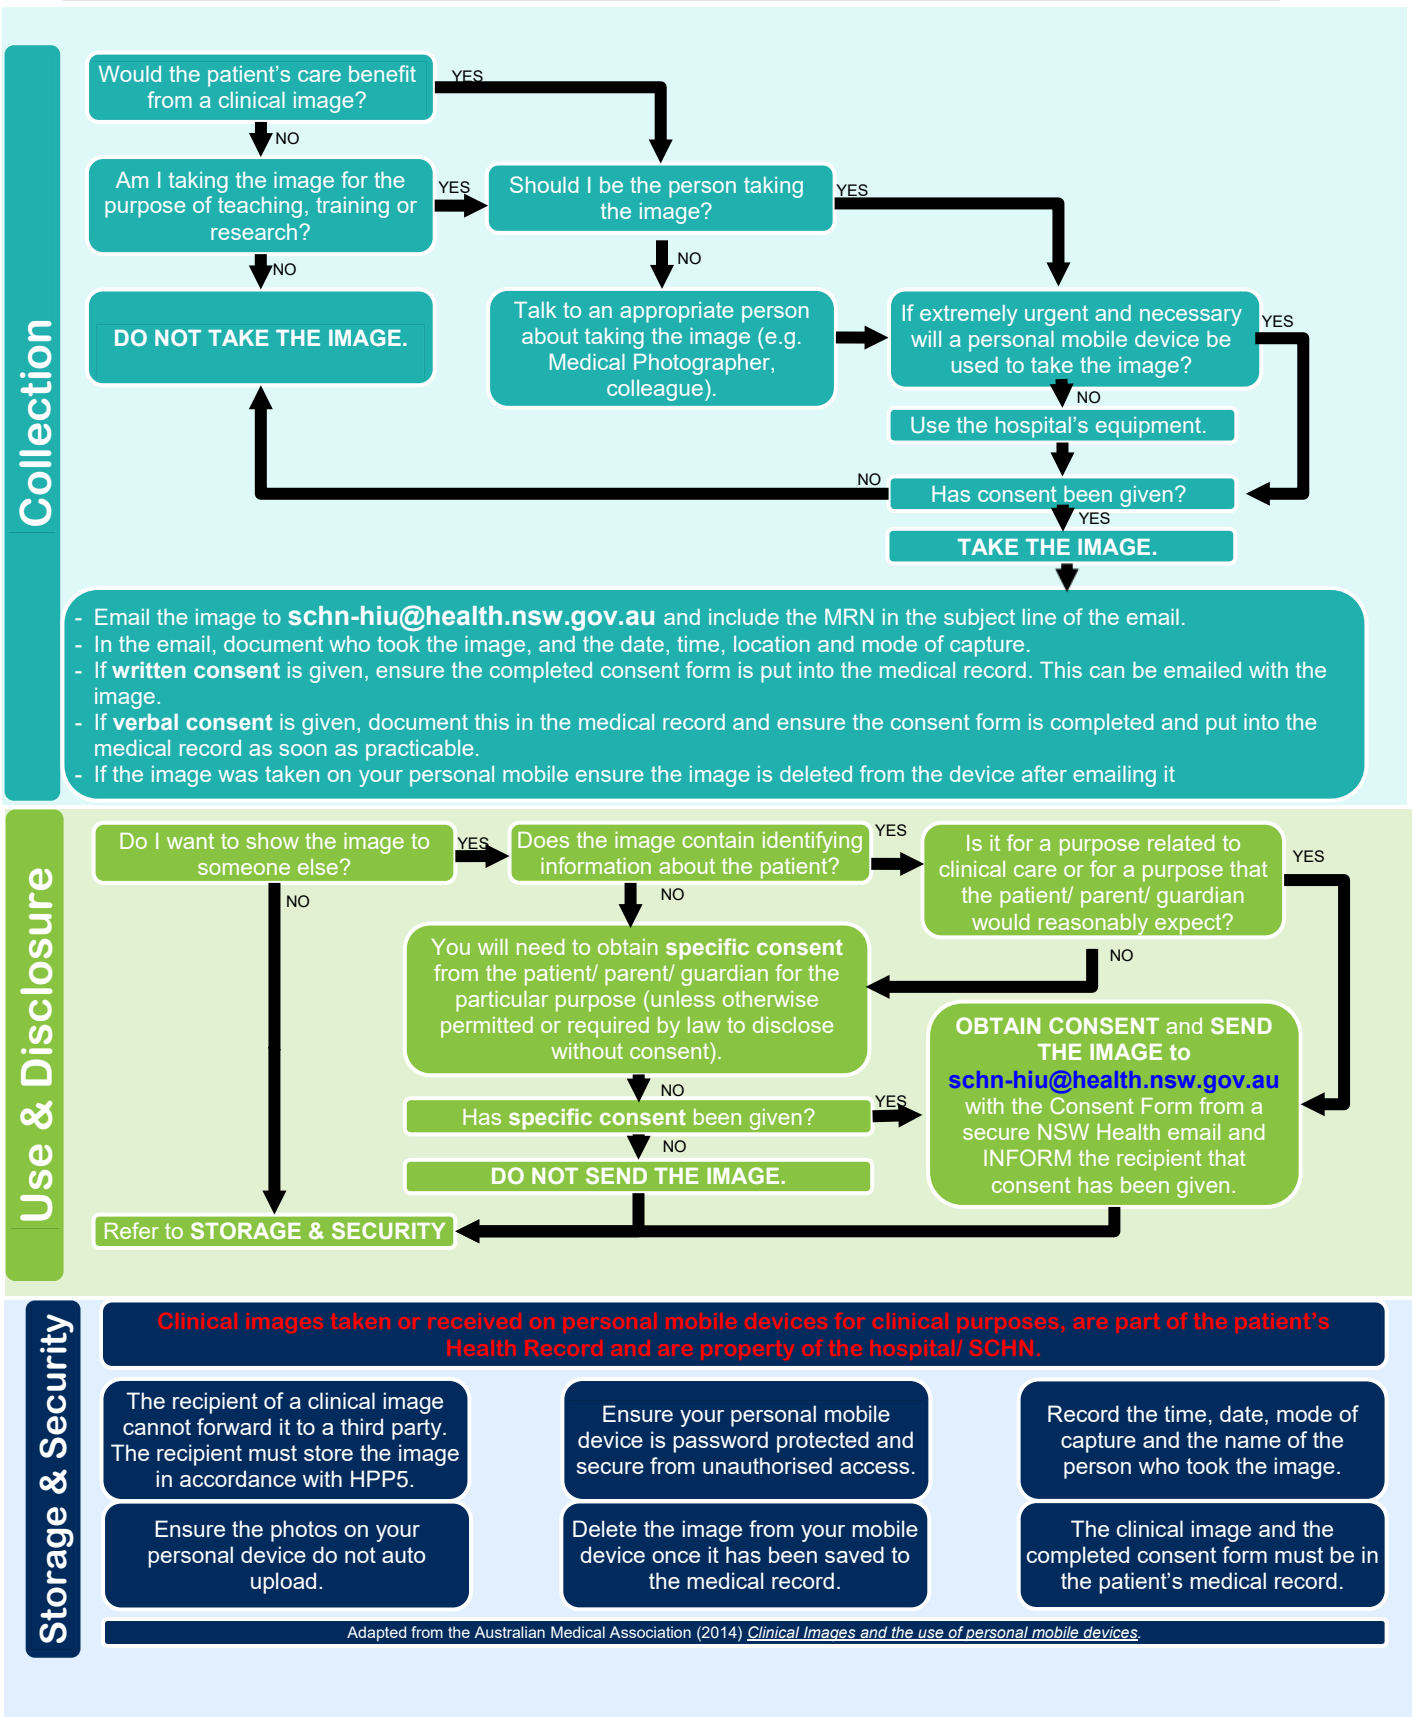 Collection
Would the patient's care benefit
from a clinical image?
YES
NO
Am I taking the image for the
purpose of teaching, training or
research?
YES
Should I be the person taking
the image?
YES
NO
NO
DO NOT TAKE THE IMAGE.
Talk to an appropriate person
about taking the image (e.g.
Medical Photographer,
colleague).
If extremely urgent and necessary
will a personal mobile device be
used to take the image?
YES
NO
Use the hospital's equipment.
NO
Has consent been given?
YES
TAKE THE IMAGE.
- Email the image to schn-hiu@health.nsw.gov.au and include the MRN in the subject line of the email.
- In the email, document who took the image, and the date, time, location and mode of capture.
- If written consent is given, ensure the completed consent form is put into the medical record. This can be emailed with the
image.
- If verbal consent is given, document this in the medical record and ensure the consent form is completed and put into the
medical record as soon as practicable.
- If the image was taken on your personal mobile ensure the image is deleted from the device after emailing it
Use & Disclosure
Do I want to show the image to
someone else?
YES
Does the image contain identifying
information about the patient?
YES
Is it for a purpose related to
clinical care or for a purpose that
the patient/ parent/ guardian
would reasonably expect?
YES
NO
NO
NO
You will need to obtain specific consent
from the patient/ parent/ guardian for the
particular purpose (unless otherwise
permitted or required by law to disclose
without consent).
OBTAIN CONSENT and SEND
THE IMAGE to
schn-hiu@health.nsw.gov.au
with the Consent Form from a
secure NSW Health email and
INFORM the recipient that
consent has been given.
NO
Has specific consent been given?
YES
NO
DO NOT SEND THE IMAGE.
Refer to STORAGE & SECURITY
Storage & Security
Clinical images taken or received on personal mobile devices for clinical purposes, are part of the patient's
Health Record and are property of the hospital/ SCHN.
The recipient of a clinical image
cannot forward it to a third party.
The recipient must store the image
in accordance with HPP5.
Ensure your personal mobile
device is password protected and
secure from unauthorised access.
Record the time, date, mode of
capture and the name of the
person who took the image.
Ensure the photos on your
personal device do not auto
upload.
Delete the image from your mobile
device once it has been saved to
the medical record.
The clinical image and the
completed consent form must be in
the patient's medical record.
Adapted from the Australian Medical Association (2014) Clinical Images and the use of personal mobile devices.